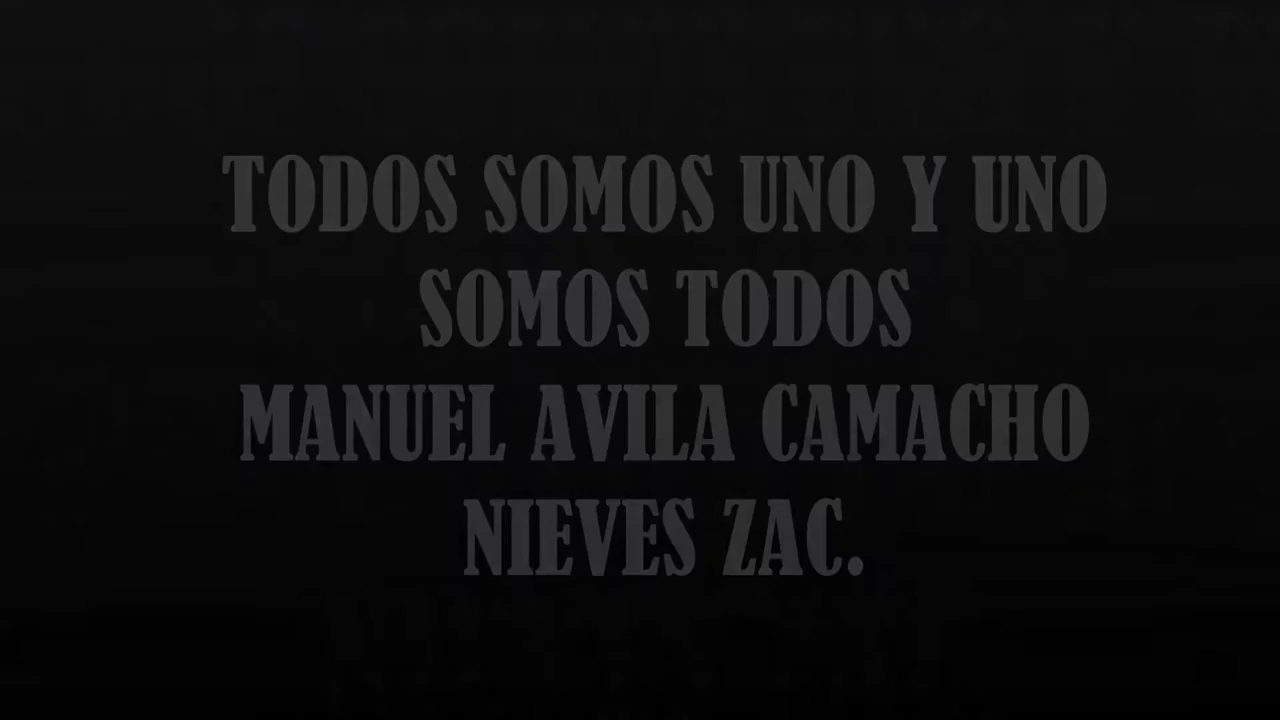 TODOS SOMOS UNO Y UNO
SOMOS TODOS
MANUEL AVILA CAMACHO
NIEVES ZAC.